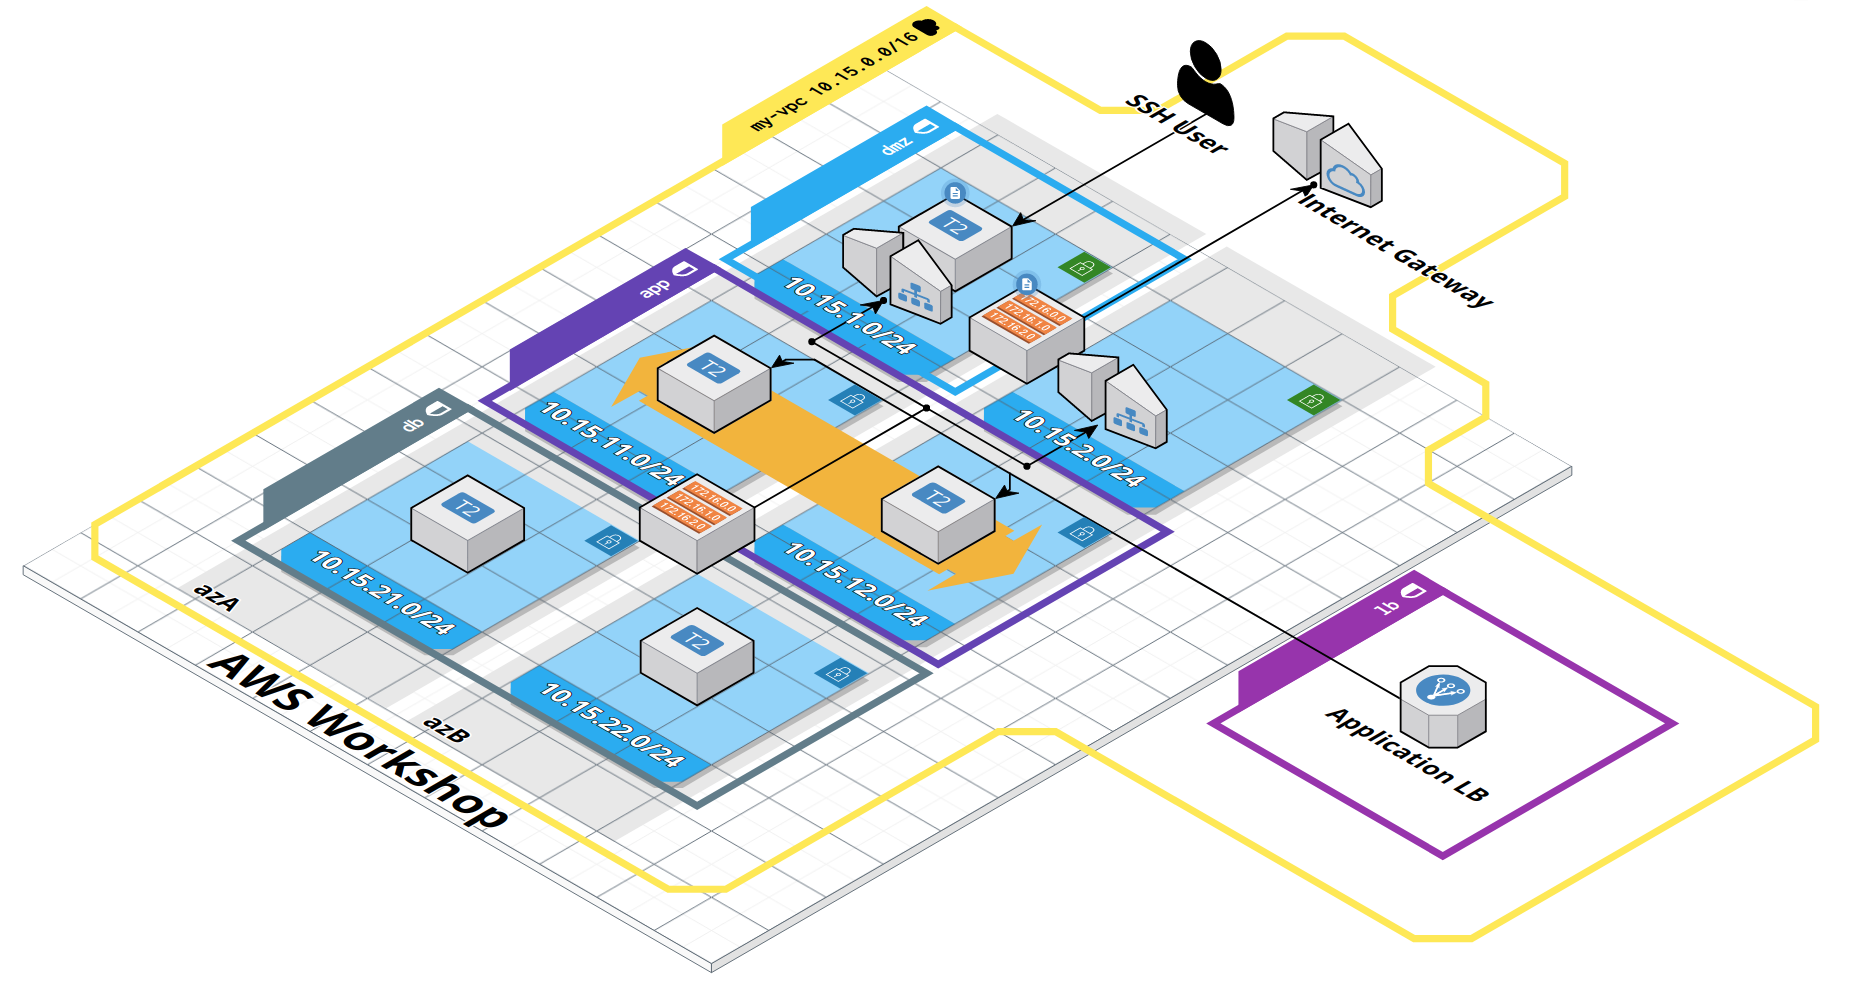 my-vpc 10.15.0.0/16
SSH User
Internet Gateway
dmz
T2
10.15.1.0/24
172.16.0.0
172.16.1.0
172.16.2.0
10.15.2.0/24
app
T2
10.15.11.0/24
T2
10.15.12.0/24
172.16.0.0
172.16.1.0
172.16.2.0
db
T2
10.15.21.0/24
T2
10.15.22.0/24
azA
azB
AWS Workshop
lb
Application LB